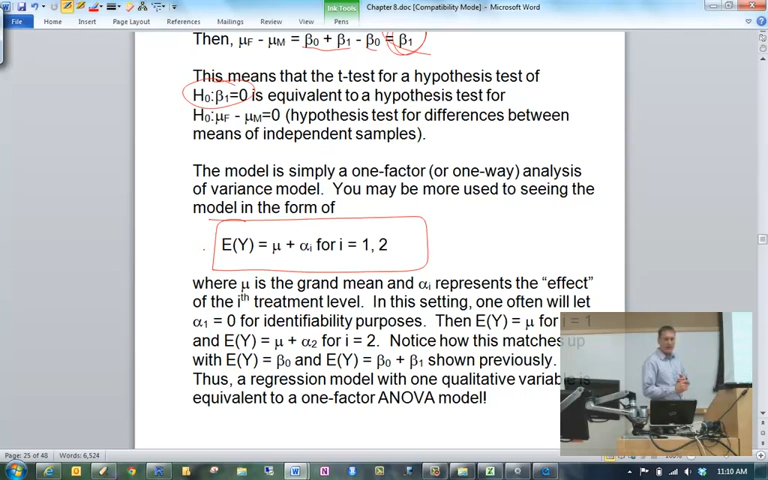 Ink Tools
Chapter 8.doc [Compatibility Mode] - Microsoft Word
File Home Insert Page Layout References Mailings Review View Pens
Then, μF - μM = β0 + β1 - β0 = β1
This means that the t-test for a hypothesis test of
H0:β1=0 is equivalent to a hypothesis test for
H0:μF - μM=0 (hypothesis test for differences between
means of independent samples).
The model is simply a one-factor (or one-way) analysis
of variance model. You may be more used to seeing the
model in the form of
E(Y) = μ + αi for i = 1, 2
where μ is the grand mean and αi represents the “effect”
of the ith treatment level. In this setting, one often will let
α1 = 0 for identifiability purposes. Then E(Y) = μ for i = 1
and E(Y) = μ + α2 for i = 2. Notice how this matches up
with E(Y) = β0 and E(Y) = β0 + β1 shown previously.
Thus, a regression model with one qualitative variable is
equivalent to a one-factor ANOVA model!
Page: 25 of 48 Words: 6,524
11:10 AM